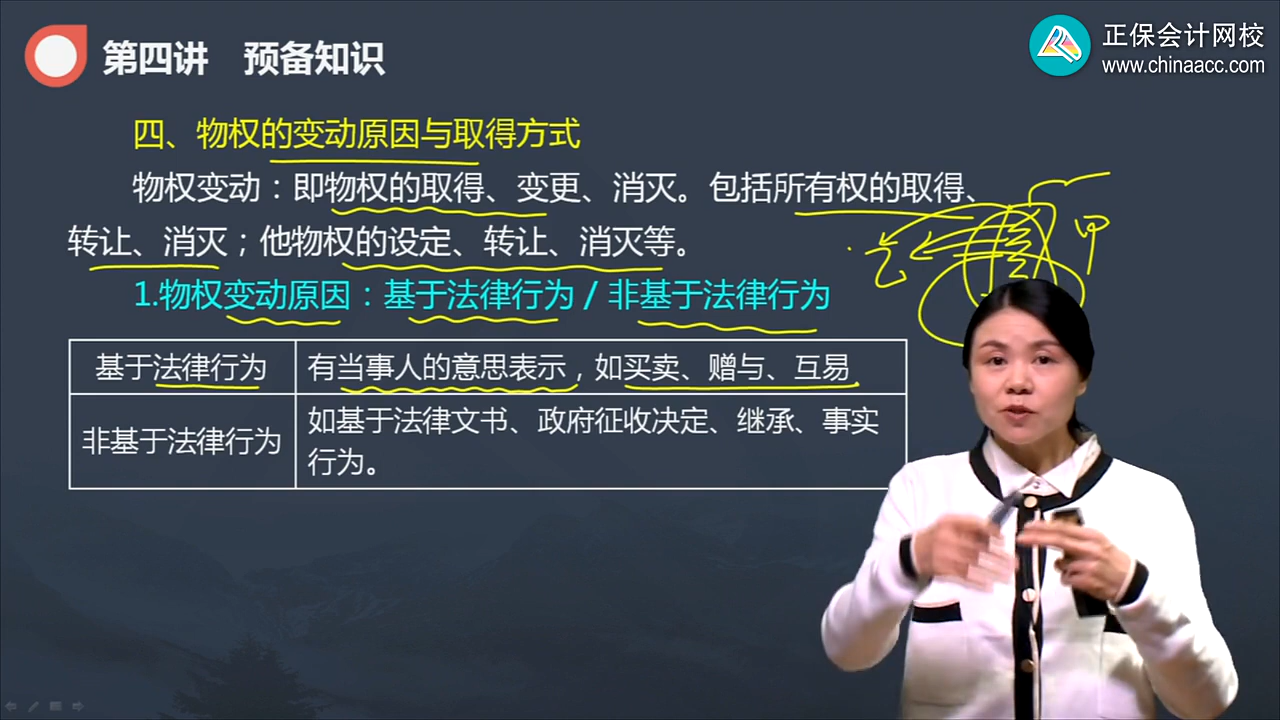 第四讲 预备知识
正保会计网校
www.chinaacc.com
四、物权的变动原因与取得方式
物权变动：即物权的取得、变更、消灭。包括所有权的取得、
转让、消灭；他物权的设定、转让、消灭等。
甲
乙
1.物权变动原因：基于法律行为 / 非基于法律行为
基于法律行为 有当事人的意思表示，如买卖、赠与、互易
非基于法律行为 如基于法律文书、政府征收决定、继承、事实
行为。